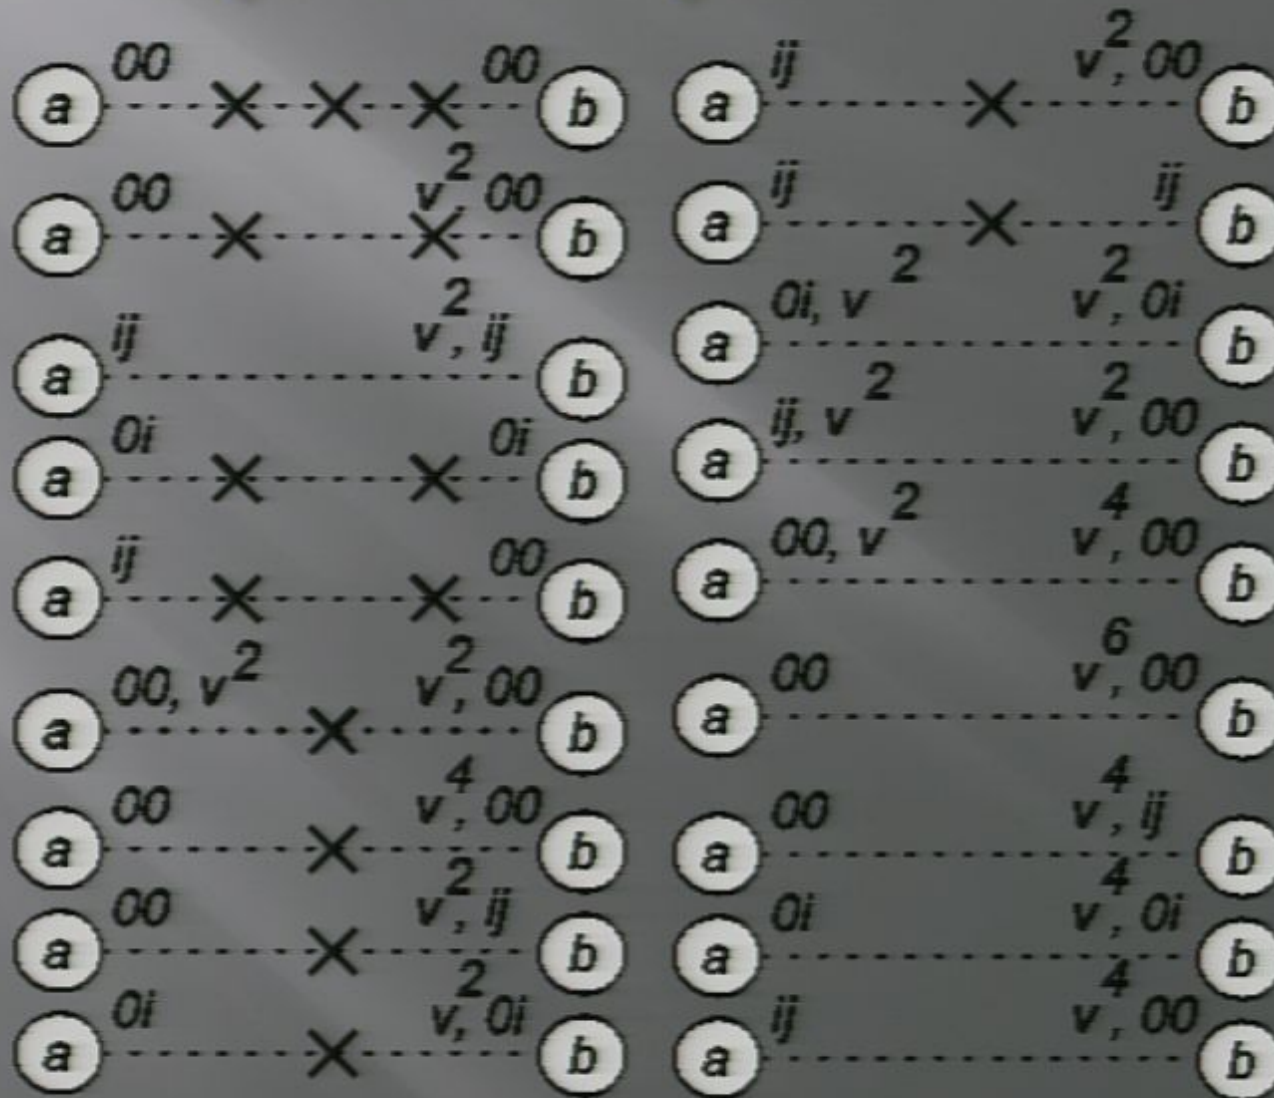 a 00 00 b
a 00 v², 00 b
a ij v², ij b
a 0i 0i b
a ij 00 b
a 00, v² v², 00 b
a 00 v⁴, 00 b
a 00 v², ij b
a 0i v², 0i b
a ij v², 00 b
a ij ij b
a 0i, v² v², 0i b
a ij, v² v², 00 b
a 00, v² v⁴, 00 b
a 00 v⁶, 00 b
a 00 v⁴, ij b
a 0i v⁴, 0i b
a ij v⁴, 00 b